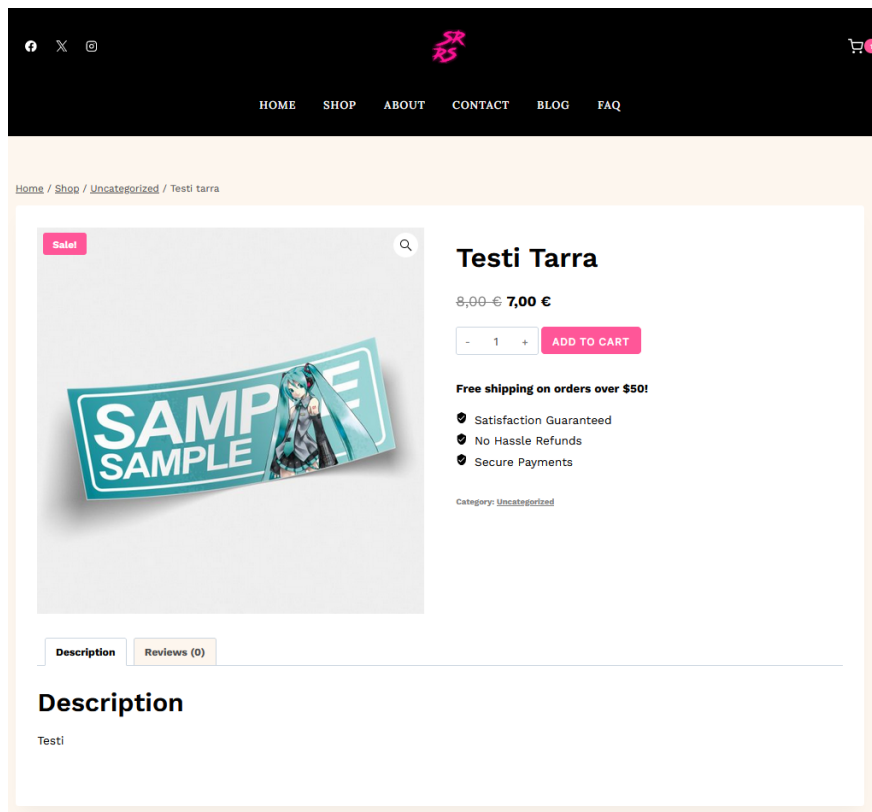 SR
RS
HOME SHOP ABOUT CONTACT BLOG FAQ
Home / Shop / Uncategorized / Testi tarra
Sale!
SAMPLE
SAMPLE
Testi Tarra
8,00 € 7,00 €
- 1 + ADD TO CART
Free shipping on orders over $50!
Satisfaction Guaranteed
No Hassle Refunds
Secure Payments
Category: Uncategorized
Description Reviews (0)
Description
Testi